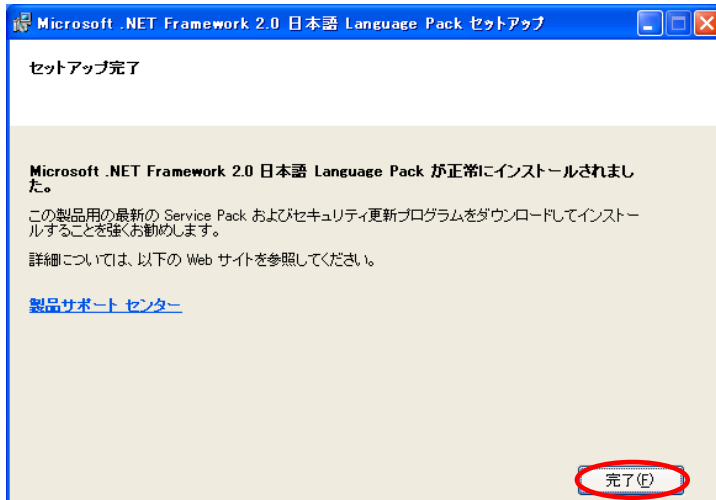 Microsoft .NET Framework 2.0 日本語 Language Pack セットアップ
セットアップ完了
Microsoft .NET Framework 2.0 日本語 Language Pack が正常にインストールされまし
た。
この製品用の最新の Service Pack およびセキュリティ更新プログラムをダウンロードしてインストー
ルすることを強くお勧めします。
詳細については、以下の Web サイトを参照してください。
製品サポート センター
完了(F)